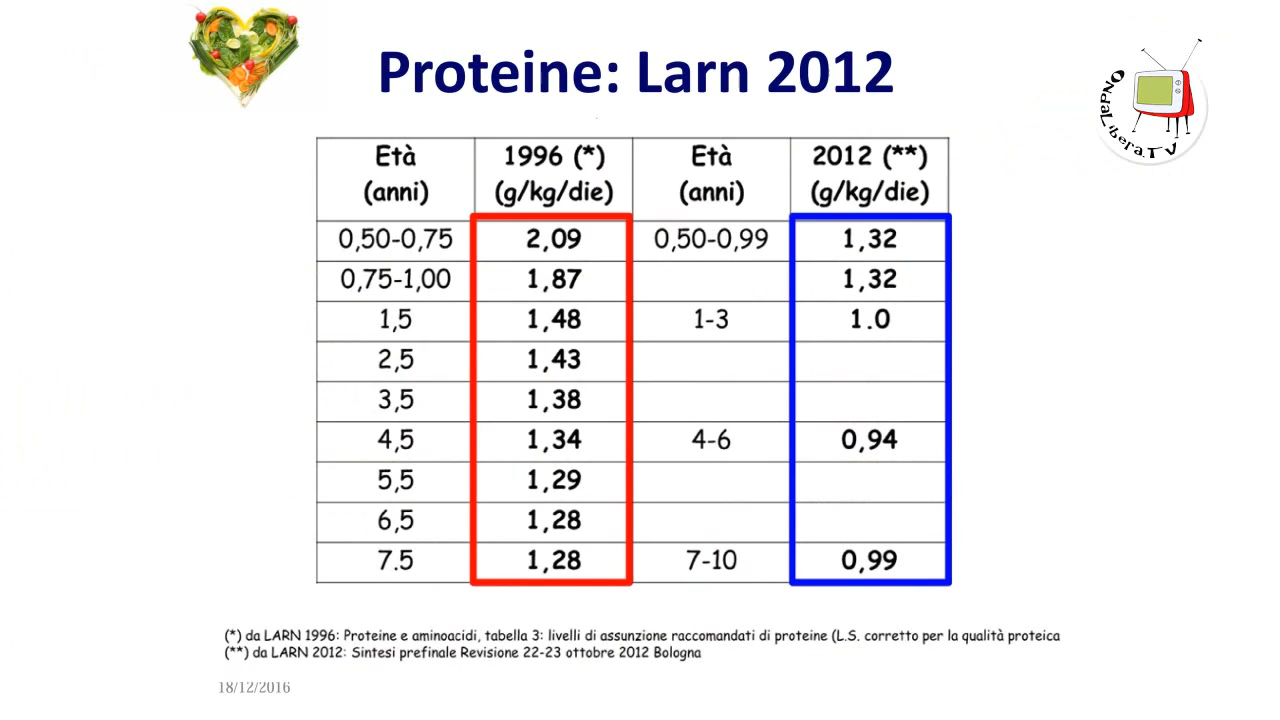 Proteine: Larn 2012
OndaLibera.TV
Età (anni) 1996 (*) (g/kg/die) Età (anni) 2012 (**) (g/kg/die)
0,50-0,75 2,09 0,50-0,99 1,32
0,75-1,00 1,87 1,32
1,5 1,48 1-3 1.0
2,5 1,43
3,5 1,38
4,5 1,34 4-6 0,94
5,5 1,29
6,5 1,28
7.5 1,28 7-10 0,99
(*) da LARN 1996: Proteine e aminoacidi, tabella 3: livelli di assunzione raccomandati di proteine (L.S. corretto per la qualità proteica
(**) da LARN 2012: Sintesi prefinale Revisione 22-23 ottobre 2012 Bologna
18/12/2016